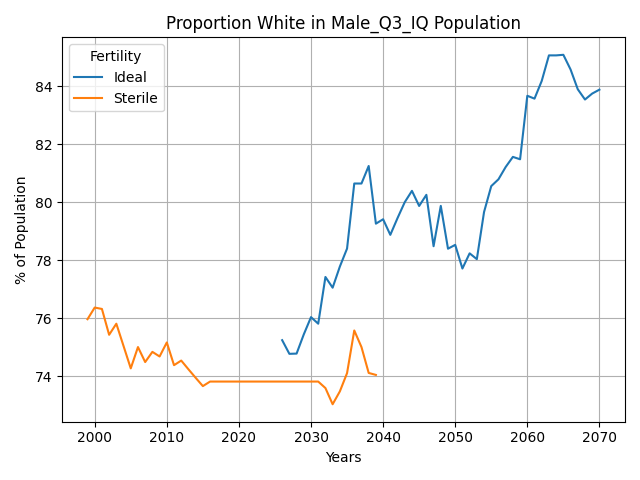 Proportion White in Male_Q3_IQ Population
Fertility
Ideal
Sterile
% of Population
84
82
80
78
76
74
2000
2010
2020
2030
2040
2050
2060
2070
Years